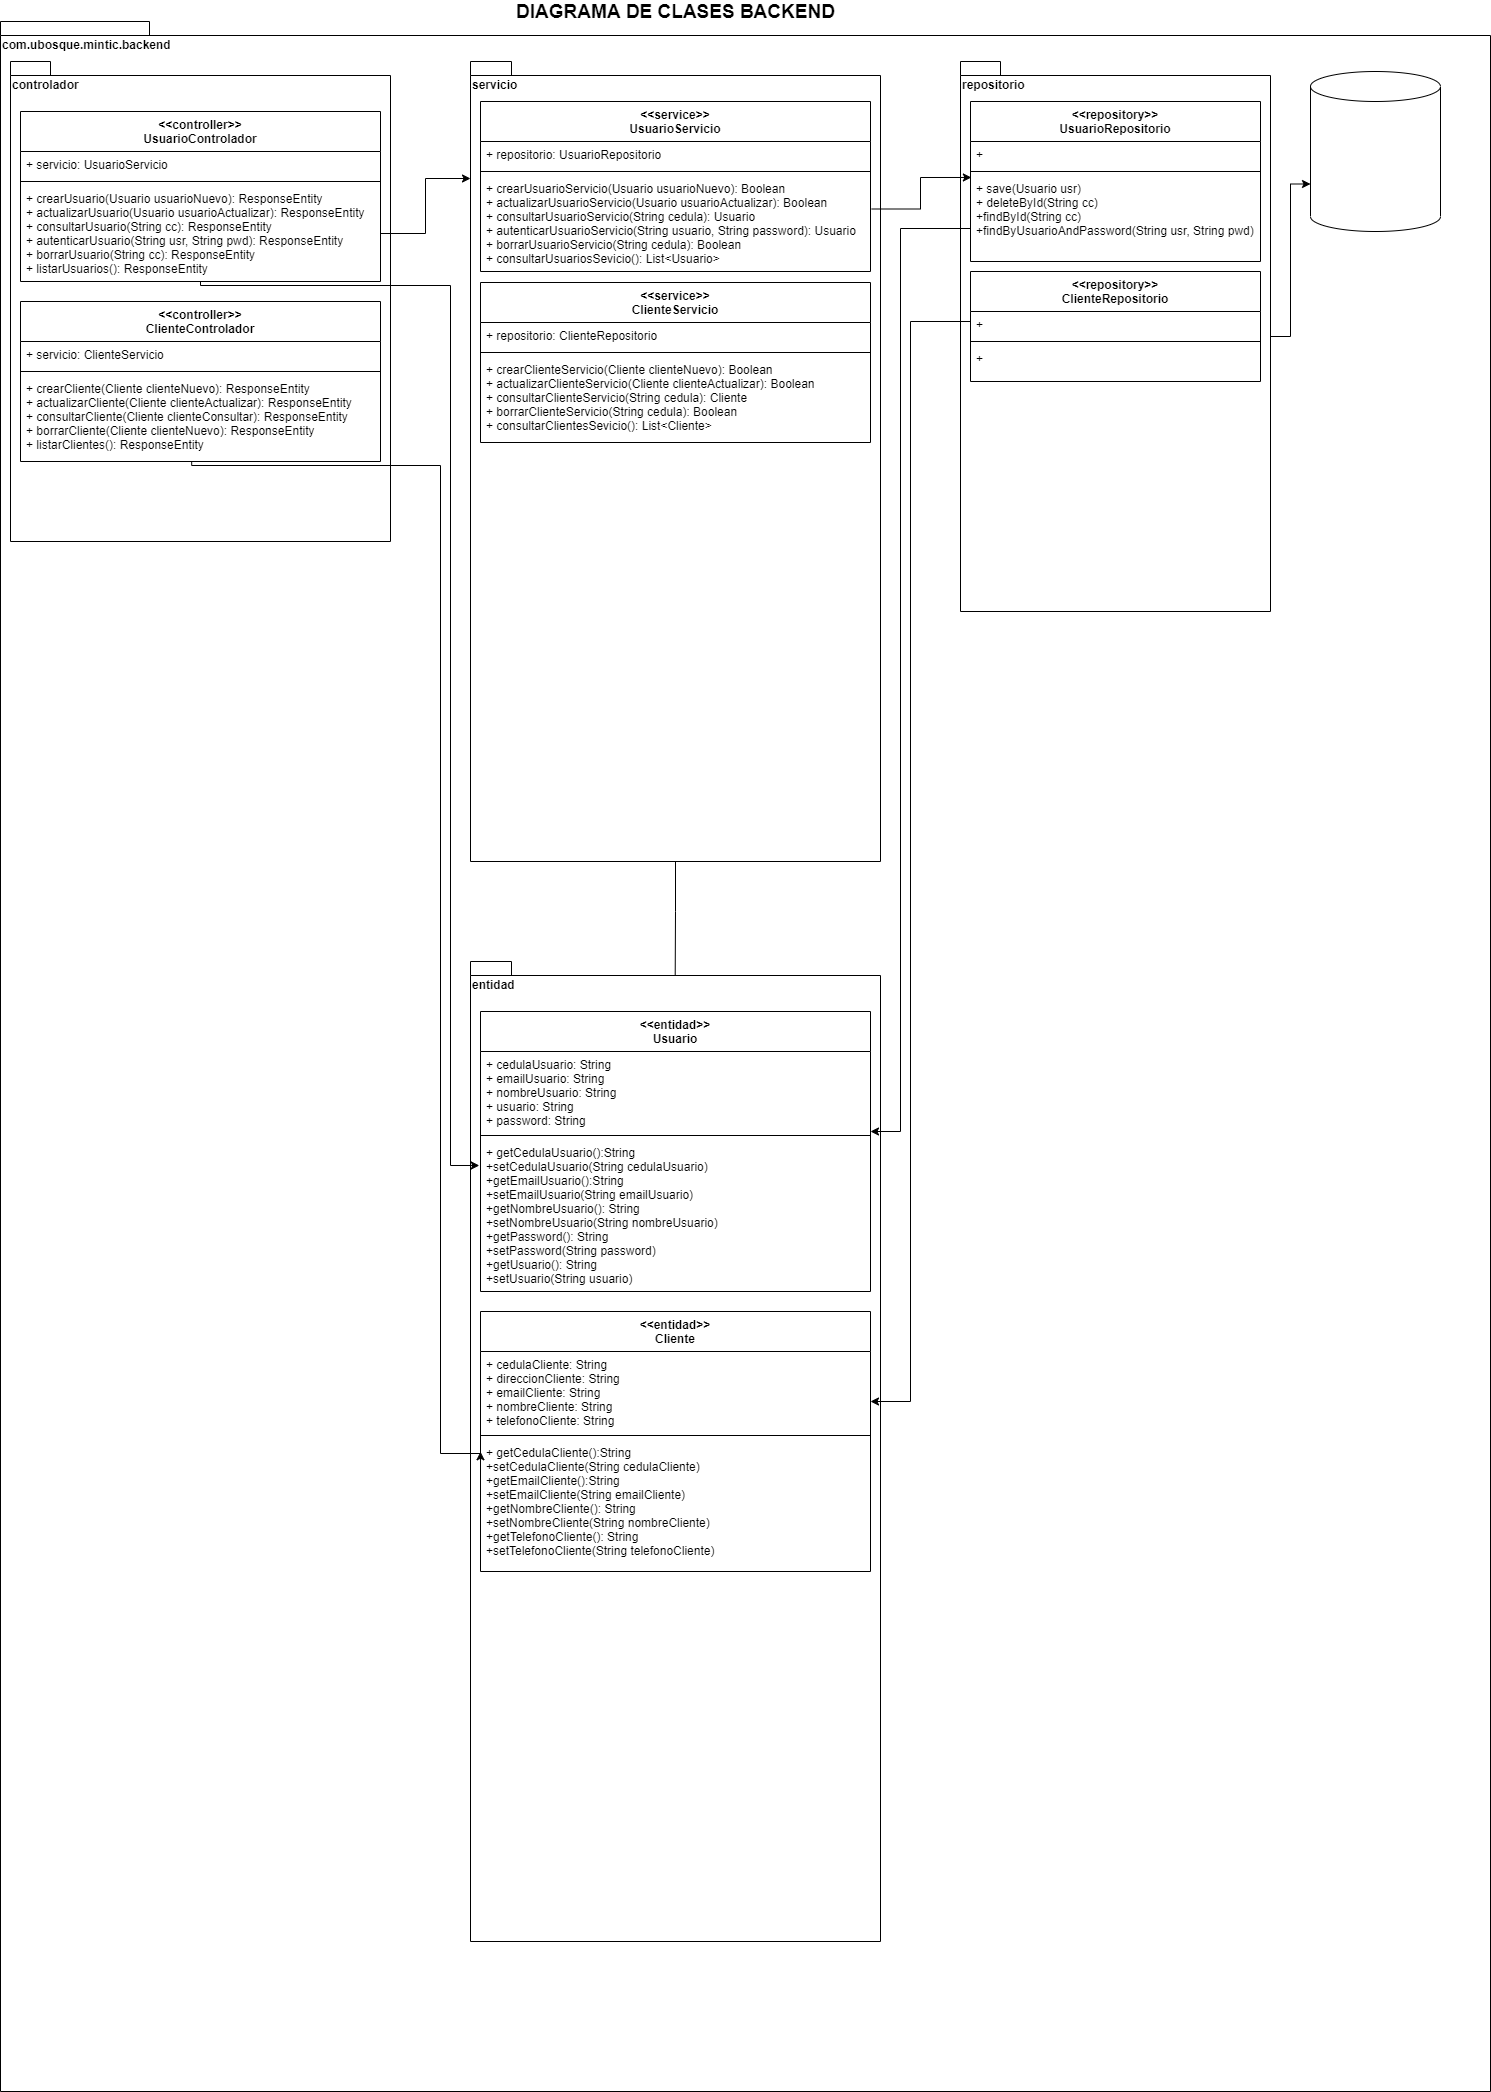 DIAGRAMA DE CLASES BACKEND
com.ubosque.mintic.backend
controlador
<<controller>>
UsuarioControlador
+ servicio: UsuarioServicio
+ crearUsuario(Usuario usuarioNuevo): ResponseEntity
+ actualizarUsuario(Usuario usuarioActualizar): ResponseEntity
+ consultarUsuario(String cc): ResponseEntity
+ autenticarUsuario(String usr, String pwd): ResponseEntity
+ borrarUsuario(String cc): ResponseEntity
+ listarUsuarios(): ResponseEntity
<<controller>>
ClienteControlador
+ servicio: ClienteServicio
+ crearCliente(Cliente clienteNuevo): ResponseEntity
+ actualizarCliente(Cliente clienteActualizar): ResponseEntity
+ consultarCliente(Cliente clienteConsultar): ResponseEntity
+ borrarCliente(Cliente clienteNuevo): ResponseEntity
+ listarClientes(): ResponseEntity
servicio
<<service>>
UsuarioServicio
+ repositorio: UsuarioRepositorio
+ crearUsuarioServicio(Usuario usuarioNuevo): Boolean
+ actualizarUsuarioServicio(Usuario usuarioActualizar): Boolean
+ consultarUsuarioServicio(String cedula): Usuario
+ autenticarUsuarioServicio(String usuario, String password): Usuario
+ borrarUsuarioServicio(String cedula): Boolean
+ consultarUsuariosSevicio(): List<Usuario>
<<service>>
ClienteServicio
+ repositorio: ClienteRepositorio
+ crearClienteServicio(Cliente clienteNuevo): Boolean
+ actualizarClienteServicio(Cliente clienteActualizar): Boolean
+ consultarClienteServicio(String cedula): Cliente
+ borrarClienteServicio(String cedula): Boolean
+ consultarClientesSevicio(): List<Cliente>
repositorio
<<repository>>
UsuarioRepositorio
+
+ save(Usuario usr)
+ deleteById(String cc)
+findById(String cc)
+findByUsuarioAndPassword(String usr, String pwd)
<<repository>>
ClienteRepositorio
+
+
entidad
<<entidad>>
Usuario
+ cedulaUsuario: String
+ emailUsuario: String
+ nombreUsuario: String
+ usuario: String
+ password: String
+ getCedulaUsuario():String
+setCedulaUsuario(String cedulaUsuario)
+getEmailUsuario():String
+setEmailUsuario(String emailUsuario)
+getNombreUsuario(): String
+setNombreUsuario(String nombreUsuario)
+getPassword(): String
+setPassword(String password)
+getUsuario(): String
+setUsuario(String usuario)
<<entidad>>
Cliente
+ cedulaCliente: String
+ direccionCliente: String
+ emailCliente: String
+ nombreCliente: String
+ telefonoCliente: String
+ getCedulaCliente():String
+setCedulaCliente(String cedulaCliente)
+getEmailCliente():String
+setEmailCliente(String emailCliente)
+getNombreCliente(): String
+setNombreCliente(String nombreCliente)
+getTelefonoCliente(): String
+setTelefonoCliente(String telefonoCliente)